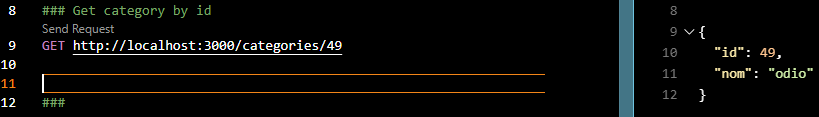 8 ### Get category by id
Send Request
9 GET http://localhost:3000/categories/49
10
11
12 ###
8
9 {
10 "id": 49,
11 "nom": "odio"
12 }